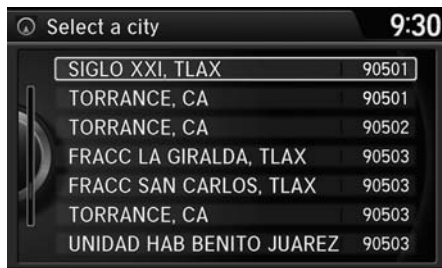 Select a city 9:30
SIGLO XXI, TLAX 90501
TORRANCE, CA 90501
TORRANCE, CA 90502
FRACC LA GIRALDA, TLAX 90503
FRACC SAN CARLOS, TLAX 90503
TORRANCE, CA 90503
UNIDAD HAB BENITO JUAREZ 90503